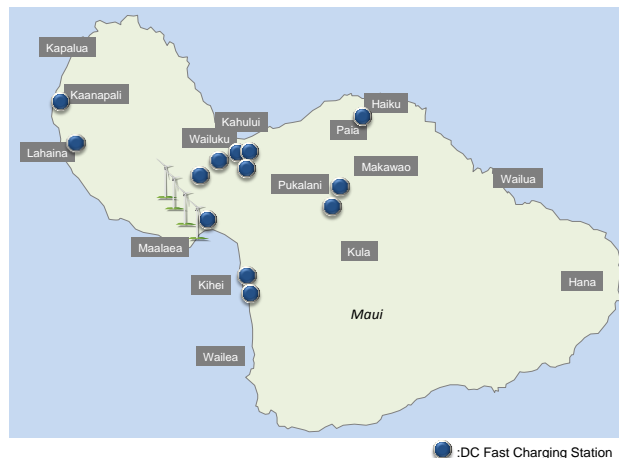 Kapalua
Kaanapali
Haiku
Kahului
Paia
Wailuku
Lahaina
Makawao
Wailua
Pukalani
Maalaea
Kula
Kihei
Hana
Maui
Wailea
:DC Fast Charging Station